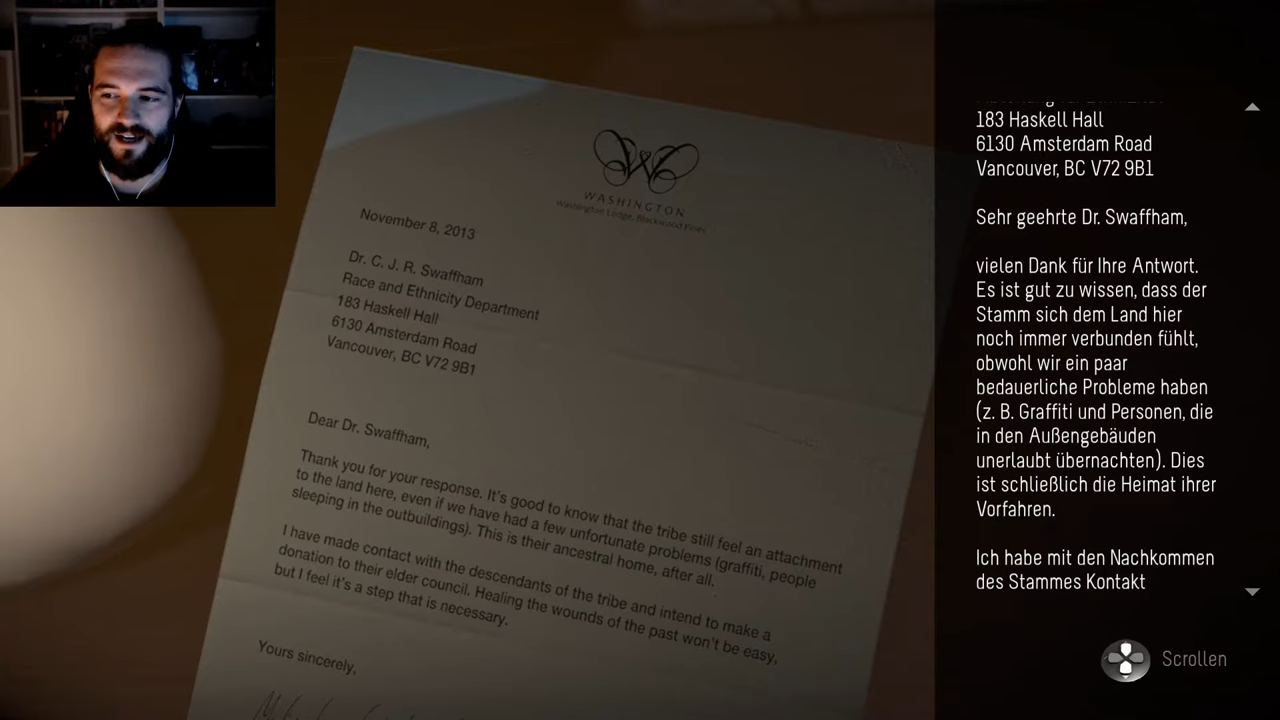 WASHINGTON
Washington Lodge, Blackwood Pines
November 8, 2013
Dr. C. J. R. Swaffham
Race and Ethnicity Department
183 Haskell Hall
6130 Amsterdam Road
Vancouver, BC V72 9B1
Dear Dr. Swaffham,
Thank you for your response. It's good to know that the tribe still feel an attachment
to the land here, even if we have had a few unfortunate problems (graffiti, people
sleeping in the outbuildings). This is their ancestral home, after all.
I have made contact with the descendants of the tribe and intend to make a
donation to their elder council. Healing the wounds of the past won't be easy,
but I feel it's a step that is necessary.
Yours sincerely,
183 Haskell Hall
6130 Amsterdam Road
Vancouver, BC V72 9B1
Sehr geehrte Dr. Swaffham,
vielen Dank für Ihre Antwort.
Es ist gut zu wissen, dass der
Stamm sich dem Land hier
noch immer verbunden fühlt,
obwohl wir ein paar
bedauerliche Probleme haben
(z. B. Graffiti und Personen, die
in den Außengebäuden
unerlaubt übernachten). Dies
ist schließlich die Heimat ihrer
Vorfahren.
Ich habe mit den Nachkommen
des Stammes Kontakt
Scrollen